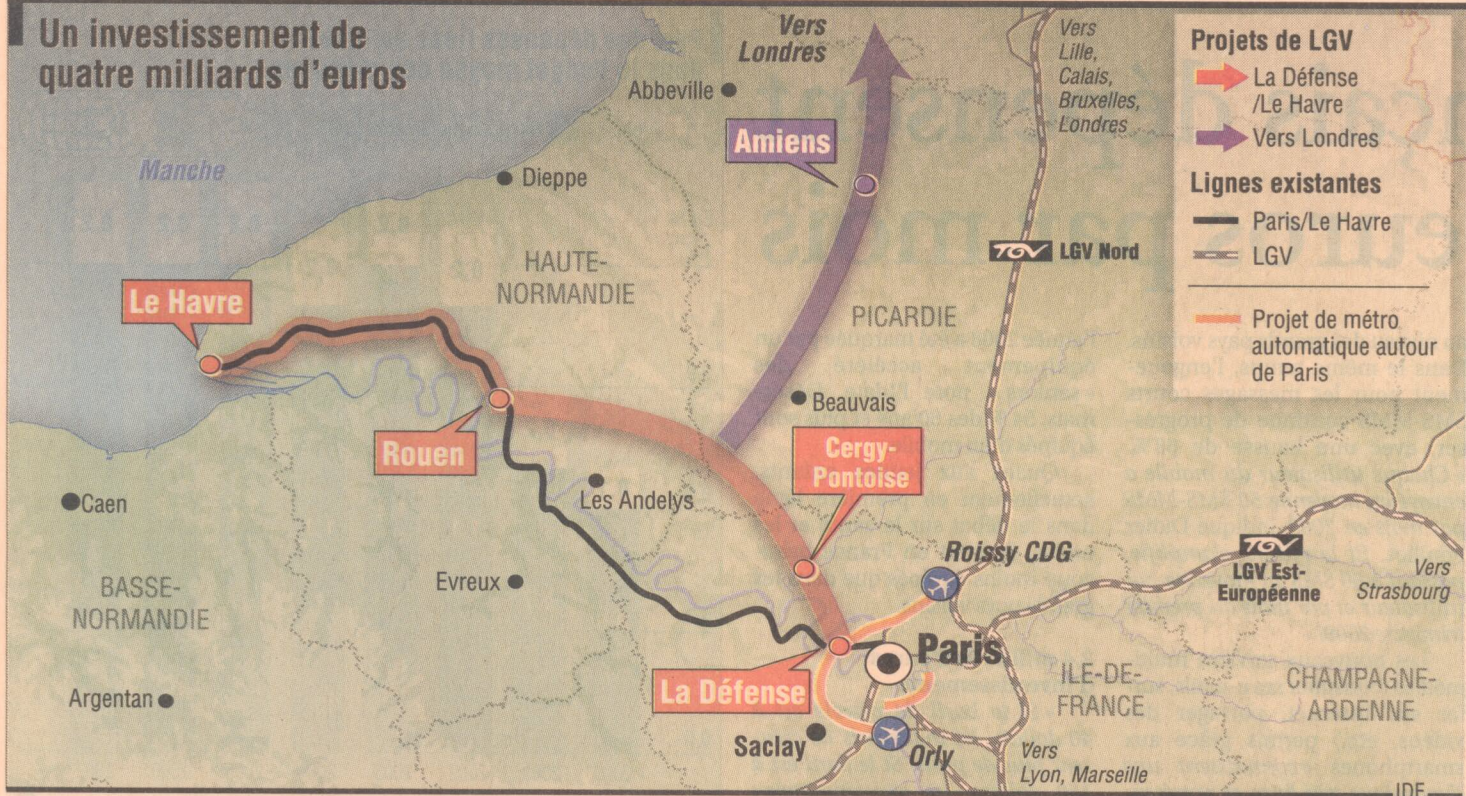 Un investissement de
quatre milliards d'euros
Vers
Londres
Vers
Lille,
Calais,
Bruxelles,
Londres
Projets de LGV
La Défense
/Le Havre
Vers Londres
Lignes existantes
Paris/Le Havre
LGV
Projet de métro
automatique autour
de Paris
Abbeville
Amiens
Manche
Dieppe
HAUTE-
NORMANDIE
TGV LGV Nord
Le Havre
PICARDIE
Beauvais
Rouen
Cergy-
Pontoise
Les Andelys
Caen
Roissy CDG
TGV
LGV Est-
Européenne
Vers
Strasbourg
Evreux
BASSE-
NORMANDIE
Paris
La Défense
ILE-DE-
FRANCE
CHAMPAGNE-
ARDENNE
Argentan
Saclay
Orly
Vers
Lyon, Marseille
IDE